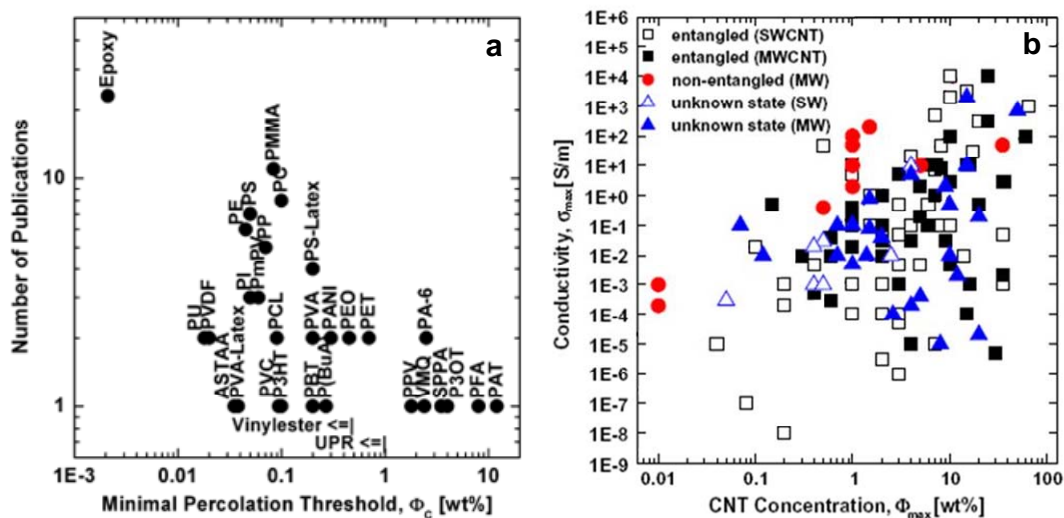 a
Number of Publications
10
1
1E-3
0.01
0.1
1
10
Minimal Percolation Threshold, Φc [wt%]
Epoxy
PMMA
PC
PS
PE
PP
PmPV
PI
PS-Latex
PU
PVDF
PCL
PVA
PANI
PEO
PET
PA-6
ASTAA
PVA-Latex
PVC
P3HT
PBT
P(BuA)
PPV
VMQ
SPPA
P3OT
PFA
PAT
Vinylester <=|
UPR <=|
b
Conductivity, σmax[S/m]
1E+6
1E+5
1E+4
1E+3
1E+2
1E+1
1E+0
1E-1
1E-2
1E-3
1E-4
1E-5
1E-6
1E-7
1E-8
1E-9
entangled (SWCNT)
entangled (MWCNT)
non-entangled (MW)
unknown state (SW)
unknown state (MW)
0.01
0.1
1
10
100
CNT Concentration, Φmax[wt%]